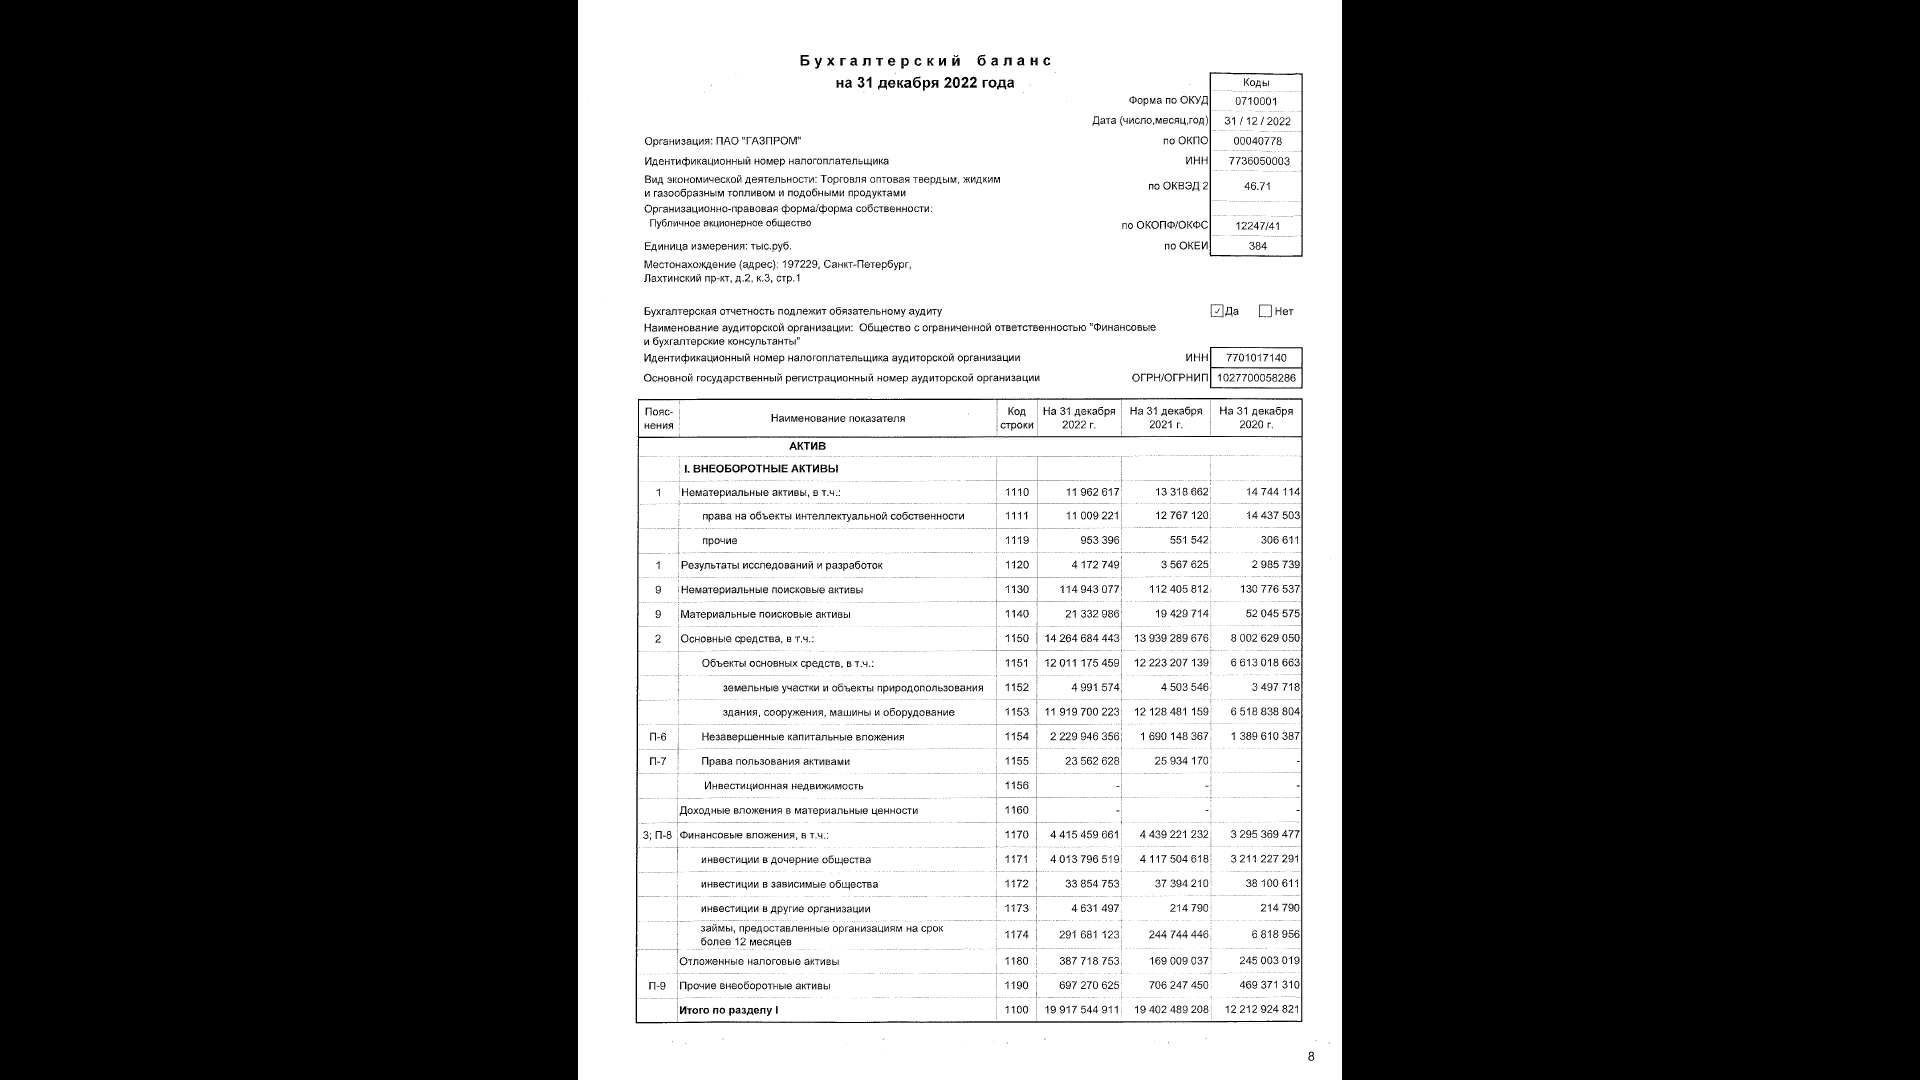 Бухгалтерский баланс
на 31 декабря 2022 года
Коды
Форма по ОКУД 0710001
Дата (число,месяц,год) 31 / 12 / 2022
Организация: ПАО "ГАЗПРОМ" по ОКПО 00040778
Идентификационный номер налогоплательщика ИНН 7736050003
Вид экономической деятельности: Торговля оптовая твердым, жидким
и газообразным топливом и подобными продуктами по ОКВЭД 2 46.71
Организационно-правовая форма/форма собственности:
Публичное акционерное общество по ОКОПФ/ОКФС 12247/41
Единица измерения: тыс.руб. по ОКЕИ 384
Местонахождение (адрес): 197229, Санкт-Петербург,
Лахтинский пр-кт, д.2, к.3, стр.1
Бухгалтерская отчетность подлежит обязательному аудиту ✓ Да Нет
Наименование аудиторской организации: Общество с ограниченной ответственностью "Финансовые
и бухгалтерские консультанты"
Идентификационный номер налогоплательщика аудиторской организации ИНН 7701017140
Основной государственный регистрационный номер аудиторской организации ОГРН/ОГРНИП 1027700058286
Пояс- Наименование показателя Код На 31 декабря На 31 декабря На 31 декабря
нения строки 2022 г. 2021 г. 2020 г.
АКТИВ
I. ВНЕОБОРОТНЫЕ АКТИВЫ
1 Нематериальные активы, в т.ч.: 1110 11 962 617 13 318 662 14 744 114
права на объекты интеллектуальной собственности 1111 11 009 221 12 767 120 14 437 503
прочие 1119 953 396 551 542 306 611
1 Результаты исследований и разработок 1120 4 172 749 3 567 625 2 985 739
9 Нематериальные поисковые активы 1130 114 943 077 112 405 812 130 776 537
9 Материальные поисковые активы 1140 21 332 986 19 429 714 52 045 575
2 Основные средства, в т.ч.: 1150 14 264 684 443 13 939 289 676 8 002 629 050
Объекты основных средств, в т.ч.: 1151 12 011 175 459 12 223 207 139 6 613 018 663
земельные участки и объекты природопользования 1152 4 991 574 4 503 546 3 497 718
здания, сооружения, машины и оборудование 1153 11 919 700 223 12 128 481 159 6 518 838 804
П-6 Незавершенные капитальные вложения 1154 2 229 946 356 1 690 148 367 1 389 610 387
П-7 Права пользования активами 1155 23 562 628 25 934 170 -
Инвестиционная недвижимость 1156 - - -
Доходные вложения в материальные ценности 1160 - - -
3; П-8 Финансовые вложения, в т.ч.: 1170 4 415 459 661 4 439 221 232 3 295 369 477
инвестиции в дочерние общества 1171 4 013 796 519 4 117 504 618 3 211 227 291
инвестиции в зависимые общества 1172 33 854 753 37 394 210 38 100 611
инвестиции в другие организации 1173 4 631 497 214 790 214 790
займы, предоставленные организациям на срок
более 12 месяцев 1174 291 681 123 244 744 446 6 818 956
Отложенные налоговые активы 1180 387 718 753 169 009 037 245 003 019
П-9 Прочие внеоборотные активы 1190 697 270 625 706 247 450 469 371 310
Итого по разделу I 1100 19 917 544 911 19 402 489 208 12 212 924 821
8